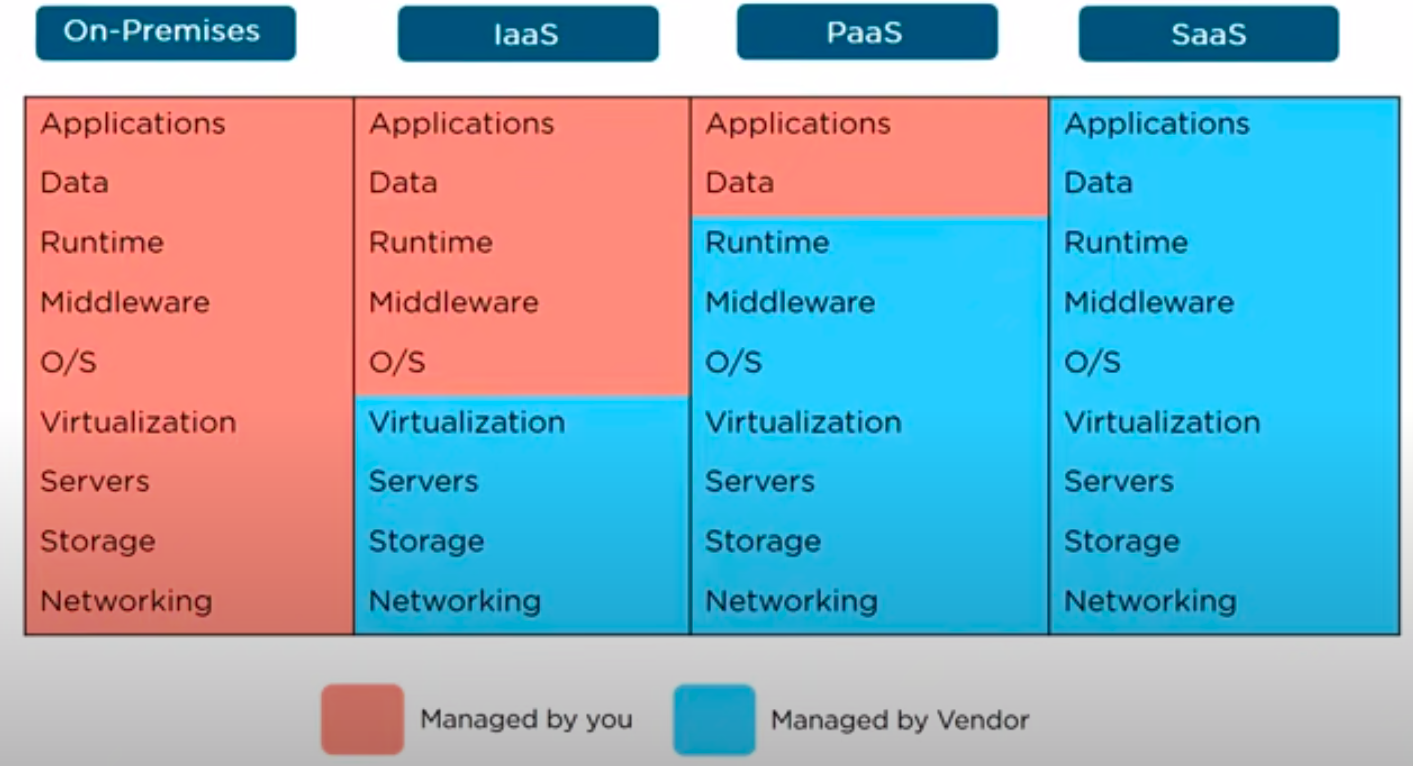 On-Premises IaaS PaaS SaaS
Applications Applications Applications Applications
Data Data Data Data
Runtime Runtime Runtime Runtime
Middleware Middleware Middleware Middleware
O/S O/S O/S O/S
Virtualization Virtualization Virtualization Virtualization
Servers Servers Servers Servers
Storage Storage Storage Storage
Networking Networking Networking Networking
Managed by you Managed by Vendor